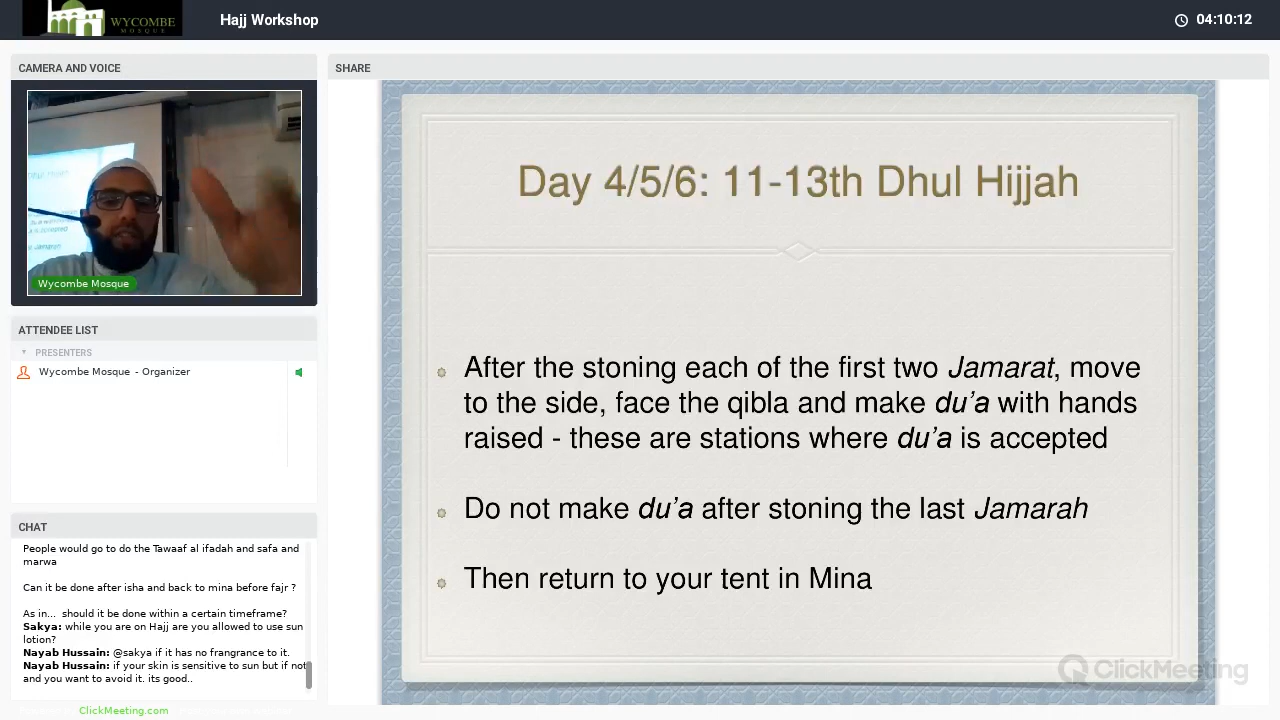 WYCOMBE
MOSQUE
Hajj Workshop
04:10:12
CAMERA AND VOICE
Wycombe Mosque
ATTENDEE LIST
PRESENTERS
Wycombe Mosque - Organizer
CHAT
People would go to do the Tawaaf al ifadah and safa and
marwa
Can it be done after isha and back to mina before fajr ?
As in... should it be done within a certain timeframe?
Sakya: while you are on Hajj are you allowed to use sun
lotion?
Nayab Hussain: @sakya if it has no frangrance to it.
Nayab Hussain: if your skin is sensitive to sun but if not
and you want to avoid it. its good..
ClickMeeting.com
SHARE
Day 4/5/6: 11-13th Dhul Hijjah
After the stoning each of the first two Jamarat, move
to the side, face the qibla and make du’a with hands
raised - these are stations where du’a is accepted
Do not make du’a after stoning the last Jamarah
Then return to your tent in Mina
ClickMeeting